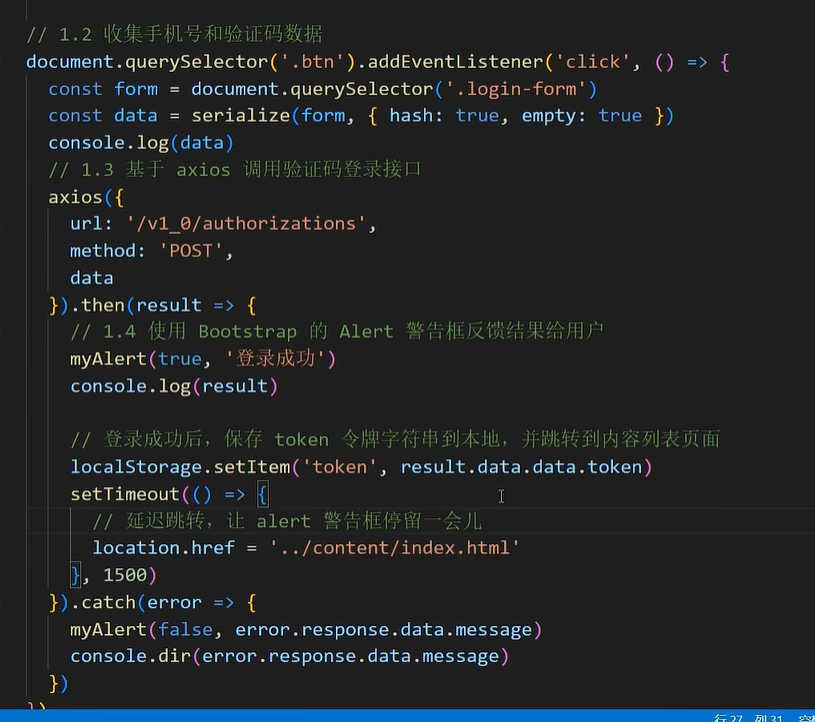 // 1.2 收集手机号和验证码数据
document.querySelector('.btn').addEventListener('click', () => {
  const form = document.querySelector('.login-form')
  const data = serialize(form, { hash: true, empty: true })
  console.log(data)
  // 1.3 基于 axios 调用验证码登录接口
  axios({
    url: '/v1_0/authorizations',
    method: 'POST',
    data
  }).then(result => {
    // 1.4 使用 Bootstrap 的 Alert 警告框反馈结果给用户
    myAlert(true, '登录成功')
    console.log(result)
    // 登录成功后，保存 token 令牌字符串到本地，并跳转到内容列表页面
    localStorage.setItem('token', result.data.data.token)
    setTimeout(() => {
      // 延迟跳转，让 alert 警告框停留一会儿
      location.href = '../content/index.html'
    }, 1500)
  }).catch(error => {
    myAlert(false, error.response.data.message)
    console.dir(error.response.data.message)
  })
})
行 27, 列 31